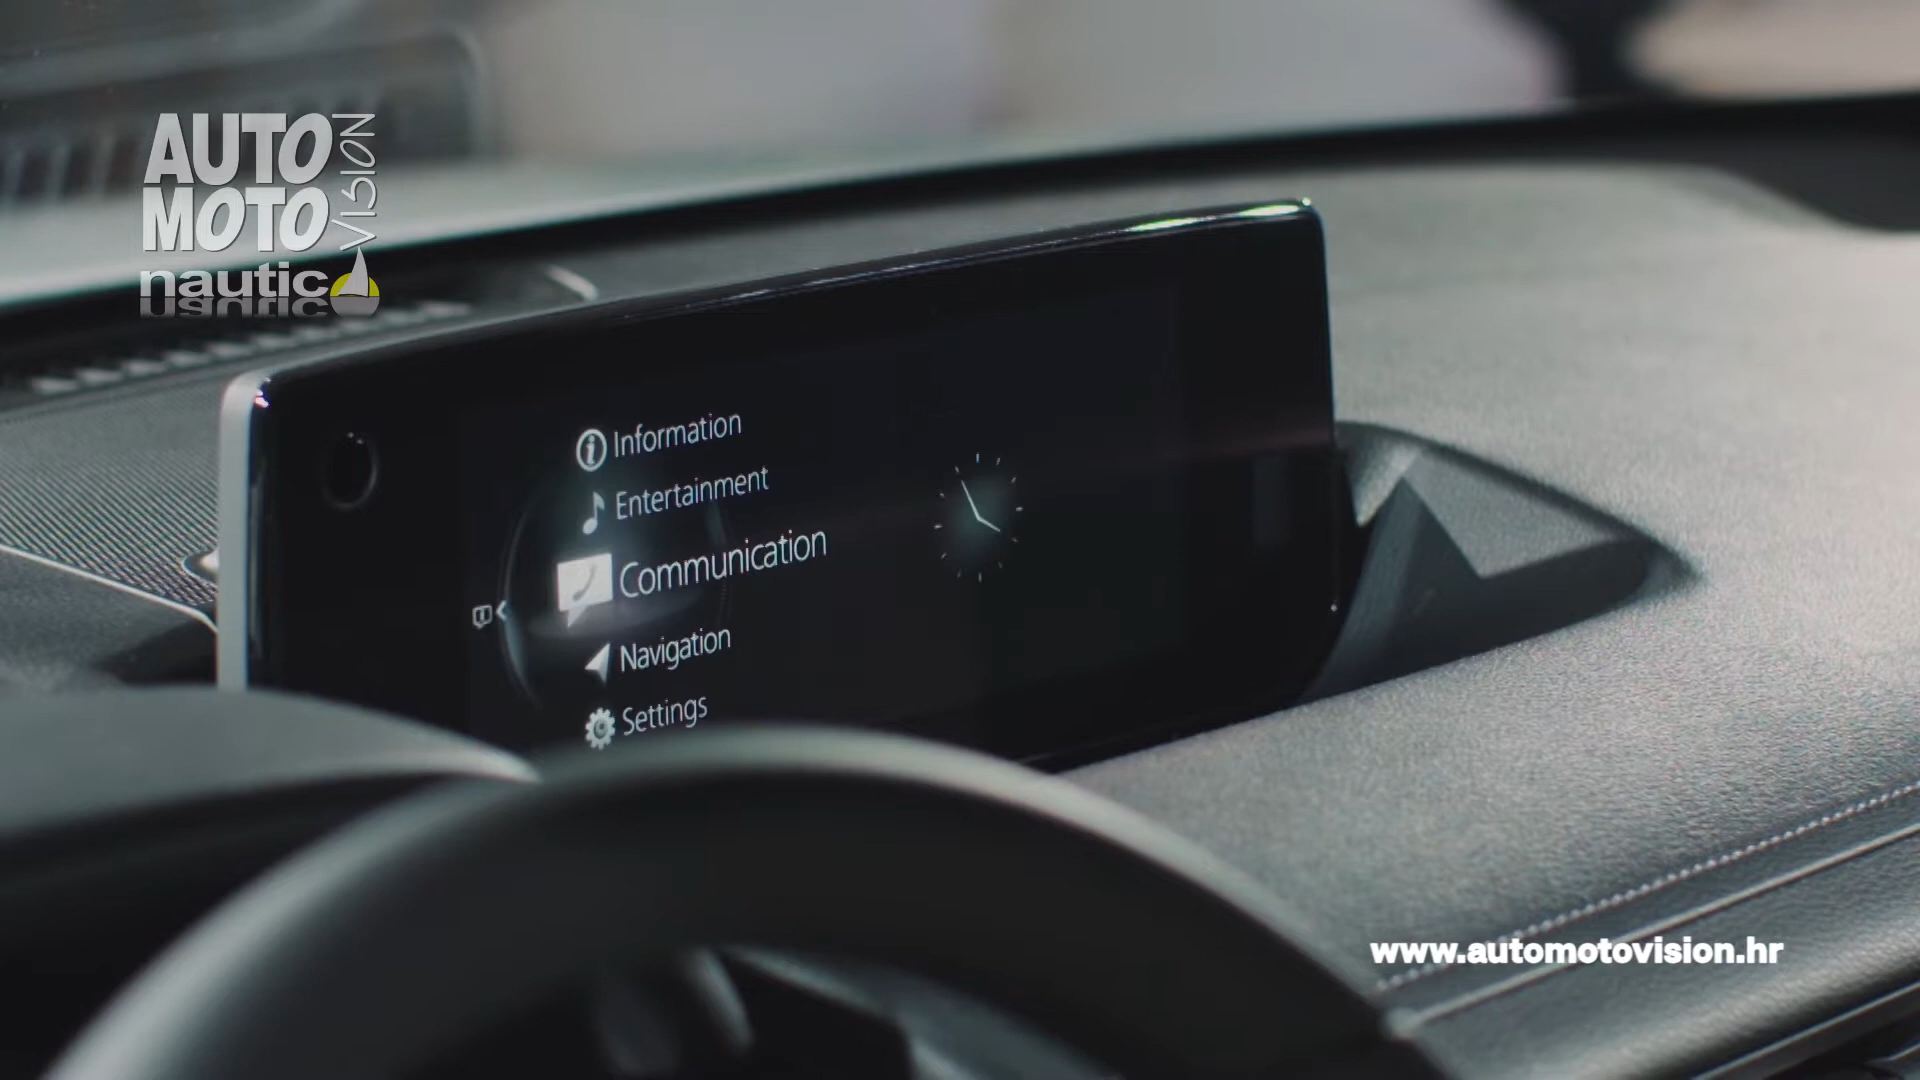 AUTO
MOTO
VISION
nautic
Information
Entertainment
Communication
Navigation
Settings
www.automotovision.hr